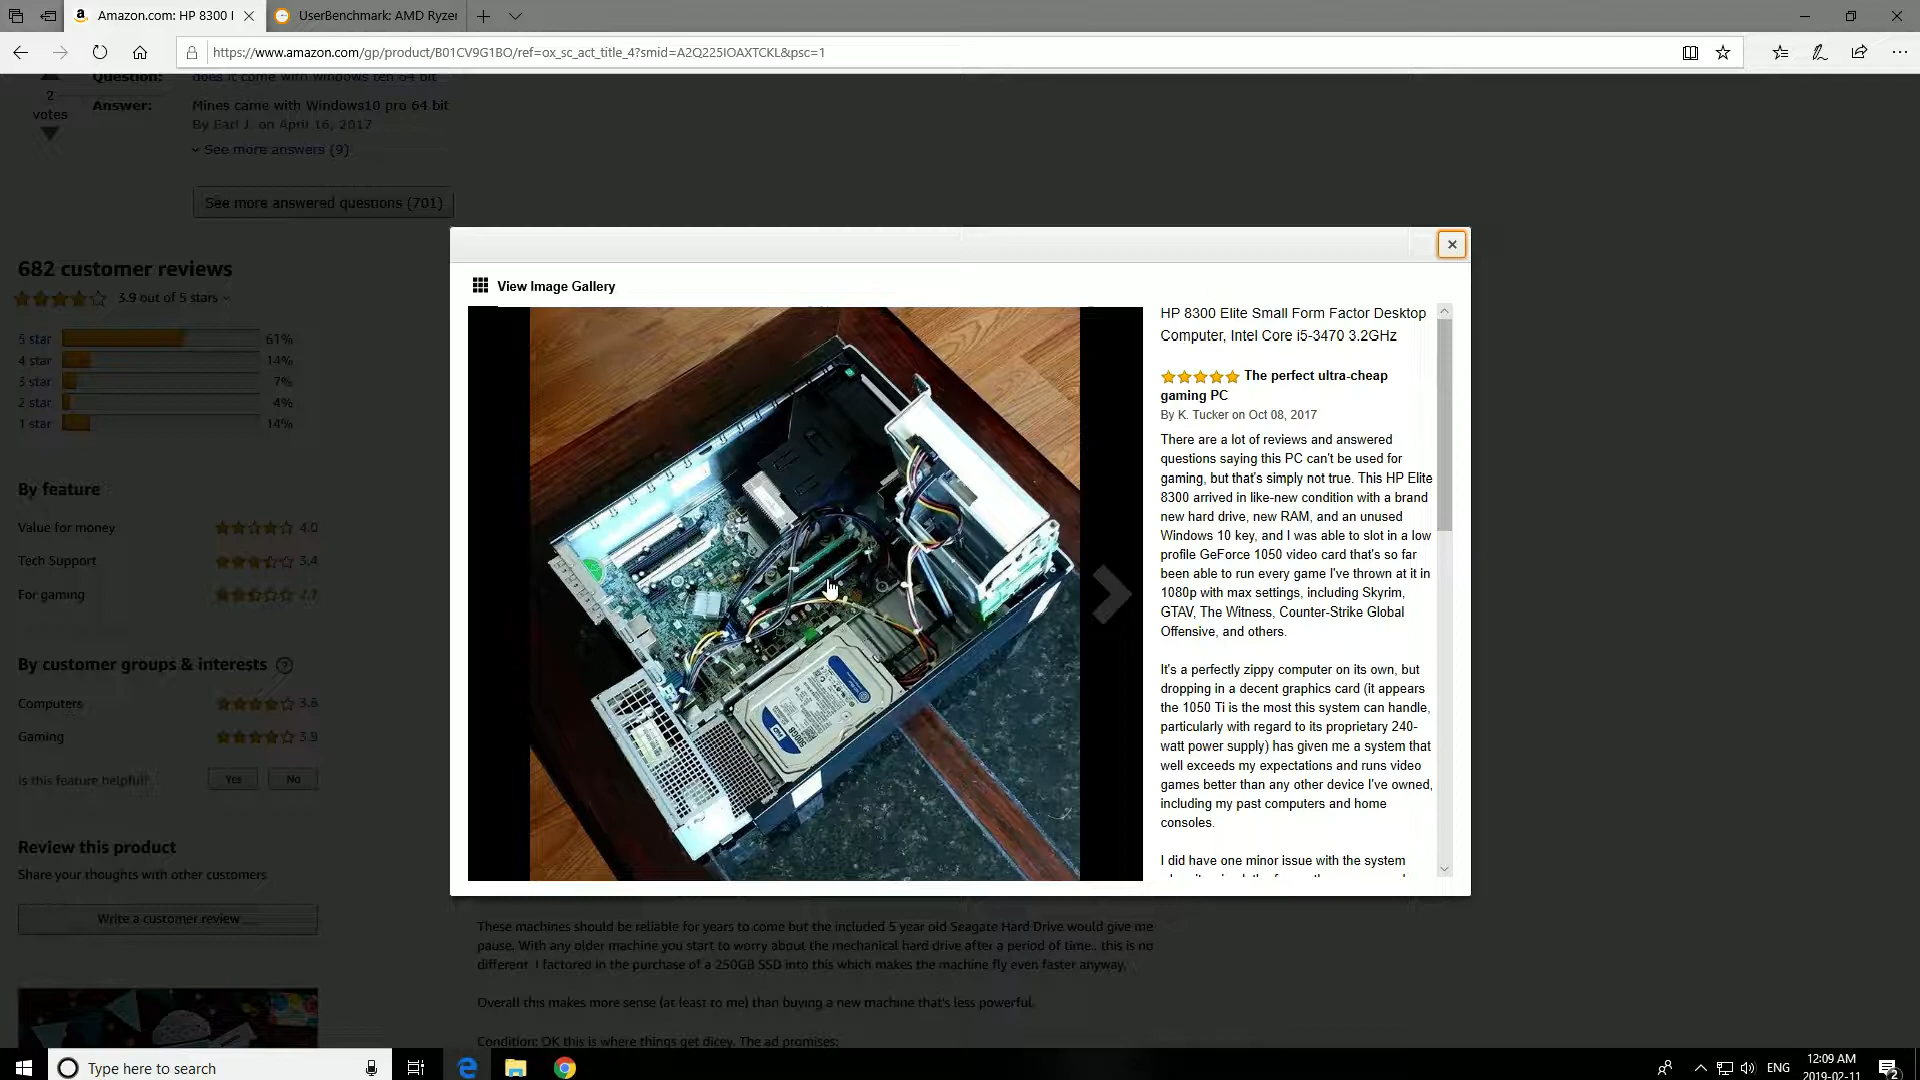 Amazon.com: HP 8300 I
UserBenchmark: AMD Ryzer
https://www.amazon.com/gp/product/B01CV9G1BO/ref=ox_sc_act_title_4?smid=A2Q225IOAXTCKL&psc=1
Question: does it come with windows ten 64 bit
2
votes
Answer: Mines came with Windows10 pro 64 bit
By Earl J. on April 16, 2017
See more answers (9)
See more answered questions (701)
682 customer reviews
3.9 out of 5 stars
5 star 61%
4 star 14%
3 star 7%
2 star 4%
1 star 14%
By feature
Value for money 4.0
Tech Support 3.4
For gaming
By customer groups & interests
Computers 3.8
Gaming 3.9
Is this feature helpful?
Yes
No
Review this product
Share your thoughts with other customers
Write a customer review
View Image Gallery
500GB
HP 8300 Elite Small Form Factor Desktop
Computer, Intel Core i5-3470 3.2GHz
The perfect ultra-cheap
gaming PC
By K. Tucker on Oct 08, 2017
There are a lot of reviews and answered
questions saying this PC can't be used for
gaming, but that's simply not true. This HP Elite
8300 arrived in like-new condition with a brand
new hard drive, new RAM, and an unused
Windows 10 key, and I was able to slot in a low
profile GeForce 1050 video card that's so far
been able to run every game I've thrown at it in
1080p with max settings, including Skyrim,
GTAV, The Witness, Counter-Strike Global
Offensive, and others.
It's a perfectly zippy computer on its own, but
dropping in a decent graphics card (it appears
the 1050 Ti is the most this system can handle,
particularly with regard to its proprietary 240-
watt power supply) has given me a system that
well exceeds my expectations and runs video
games better than any other device I've owned,
including my past computers and home
consoles.
I did have one minor issue with the system
These machines should be reliable for years to come but the included 5 year old Seagate Hard Drive would give me
pause. With any older machine you start to worry about the mechanical hard drive after a period of time.. this is no
different. I factored in the purchase of a 250GB SSD into this which makes the machine fly even faster anyway.
Overall this makes more sense (at least to me) than buying a new machine that's less powerful.
Condition: OK this is where things get dicey. The ad promises:
Type here to search
ENG
12:09 AM
2019-02-11
2